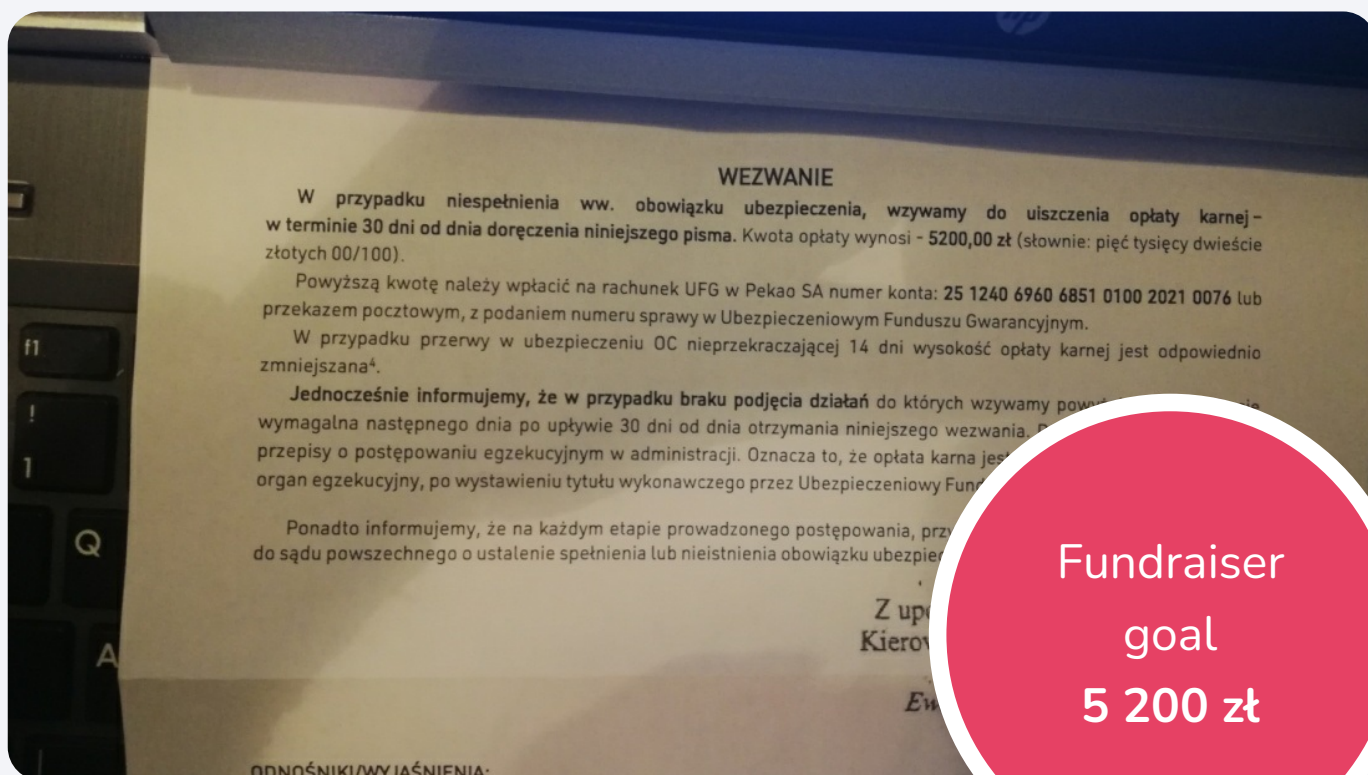 hp
WEZWANIE
W przypadku niespełnienia ww. obowiązku ubezpieczenia, wzywamy do uiszczenia opłaty karnej –
w terminie 30 dni od dnia doręczenia niniejszego pisma. Kwota opłaty wynosi - 5200,00 zł (słownie: pięć tysięcy dwieście
złotych 00/100).
Powyższą kwotę należy wpłacić na rachunek UFG w Pekao SA numer konta: 25 1240 6960 6851 0100 2021 0076 lub
przekazem pocztowym, z podaniem numeru sprawy w Ubezpieczeniowym Funduszu Gwarancyjnym.
W przypadku przerwy w ubezpieczeniu OC nieprzekraczającej 14 dni wysokość opłaty karnej jest odpowiednio
zmniejszana⁴.
Jednocześnie informujemy, że w przypadku braku podjęcia działań do których wzywamy
wymagalna następnego dnia po upływie 30 dni od dnia otrzymania niniejszego wezwania.
przepisy o postępowaniu egzekucyjnym w administracji. Oznacza to, że opłata karna jest
organ egzekucyjny, po wystawieniu tytułu wykonawczego przez Ubezpieczeniowy
Ponadto informujemy, że na każdym etapie prowadzonego postępowania,
do sądu powszechnego o ustalenie spełnienia lub nieistnienia obowiązku
Z
ODNOŚNIKI/WYJAŚNIENIA:
f1
!
1
Q
A
Fundraiser
goal
5 200 zł